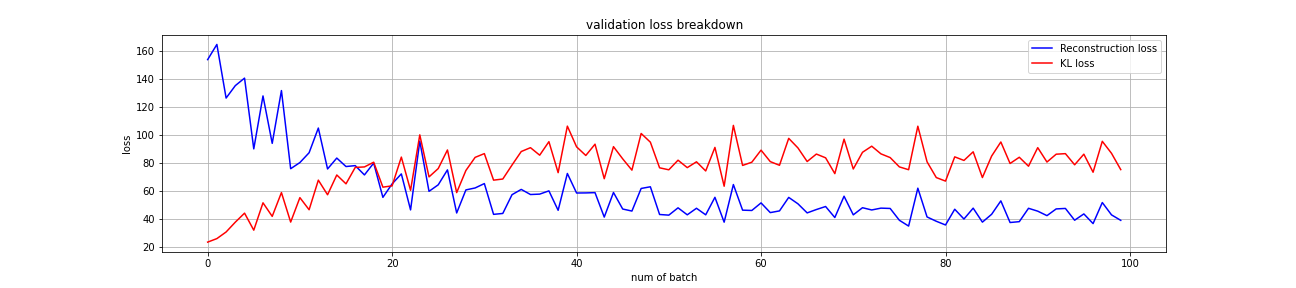 validation loss breakdown
Reconstruction loss
KL loss
160
140
120
100
80
60
40
20
loss
0 20 40 60 80 100
num of batch